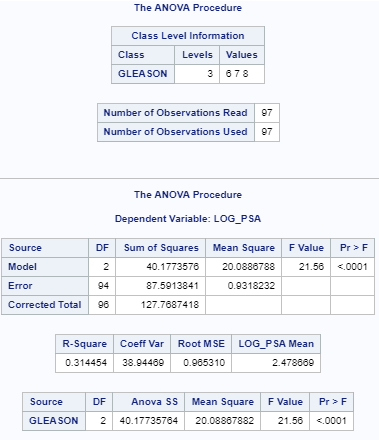 The ANOVA Procedure
Class Level Information
Class Levels Values
GLEASON 3 6 7 8
Number of Observations Read 97
Number of Observations Used 97
The ANOVA Procedure
Dependent Variable: LOG_PSA
Source DF Sum of Squares Mean Square F Value Pr > F
Model 2 40.1773576 20.0886788 21.56 <.0001
Error 94 87.5913841 0.9318232
Corrected Total 96 127.7687418
R-Square Coeff Var Root MSE LOG_PSA Mean
0.314454 38.94469 0.965310 2.478669
Source DF Anova SS Mean Square F Value Pr > F
GLEASON 2 40.17735764 20.08867882 21.56 <.0001